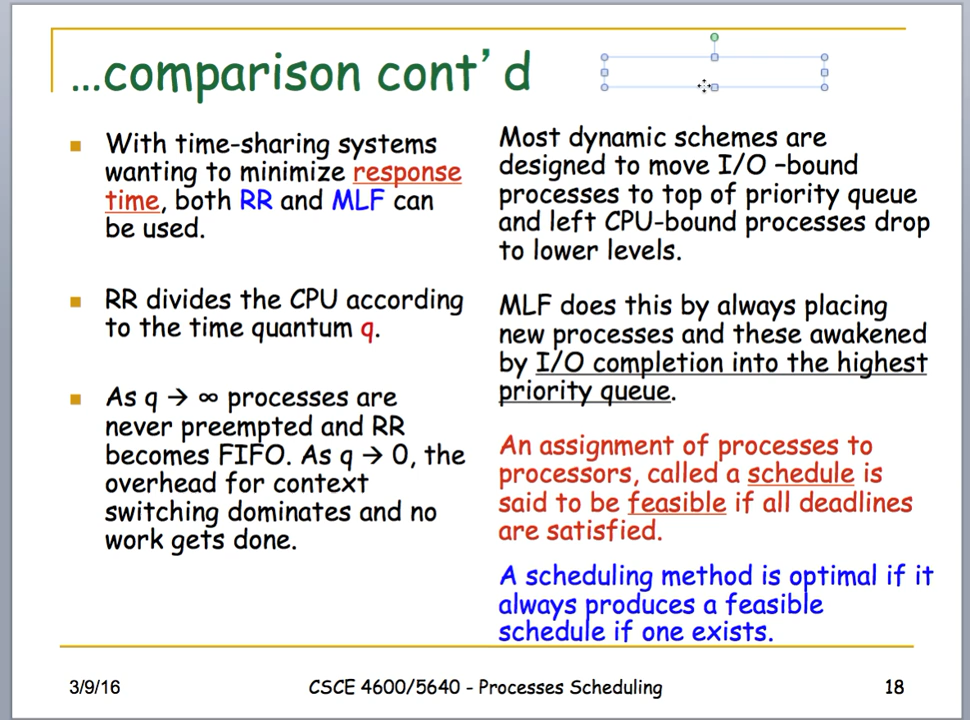 …comparison cont’d
With time-sharing systems
wanting to minimize response
time, both RR and MLF can
be used.
RR divides the CPU according
to the time quantum q.
As q → ∞ processes are
never preempted and RR
becomes FIFO. As q → 0, the
overhead for context
switching dominates and no
work gets done.
Most dynamic schemes are
designed to move I/O –bound
processes to top of priority queue
and left CPU-bound processes drop
to lower levels.
MLF does this by always placing
new processes and these awakened
by I/O completion into the highest
priority queue.
An assignment of processes to
processors, called a schedule is
said to be feasible if all deadlines
are satisfied.
A scheduling method is optimal if it
always produces a feasible
schedule if one exists.
3/9/16
CSCE 4600/5640 - Processes Scheduling
18